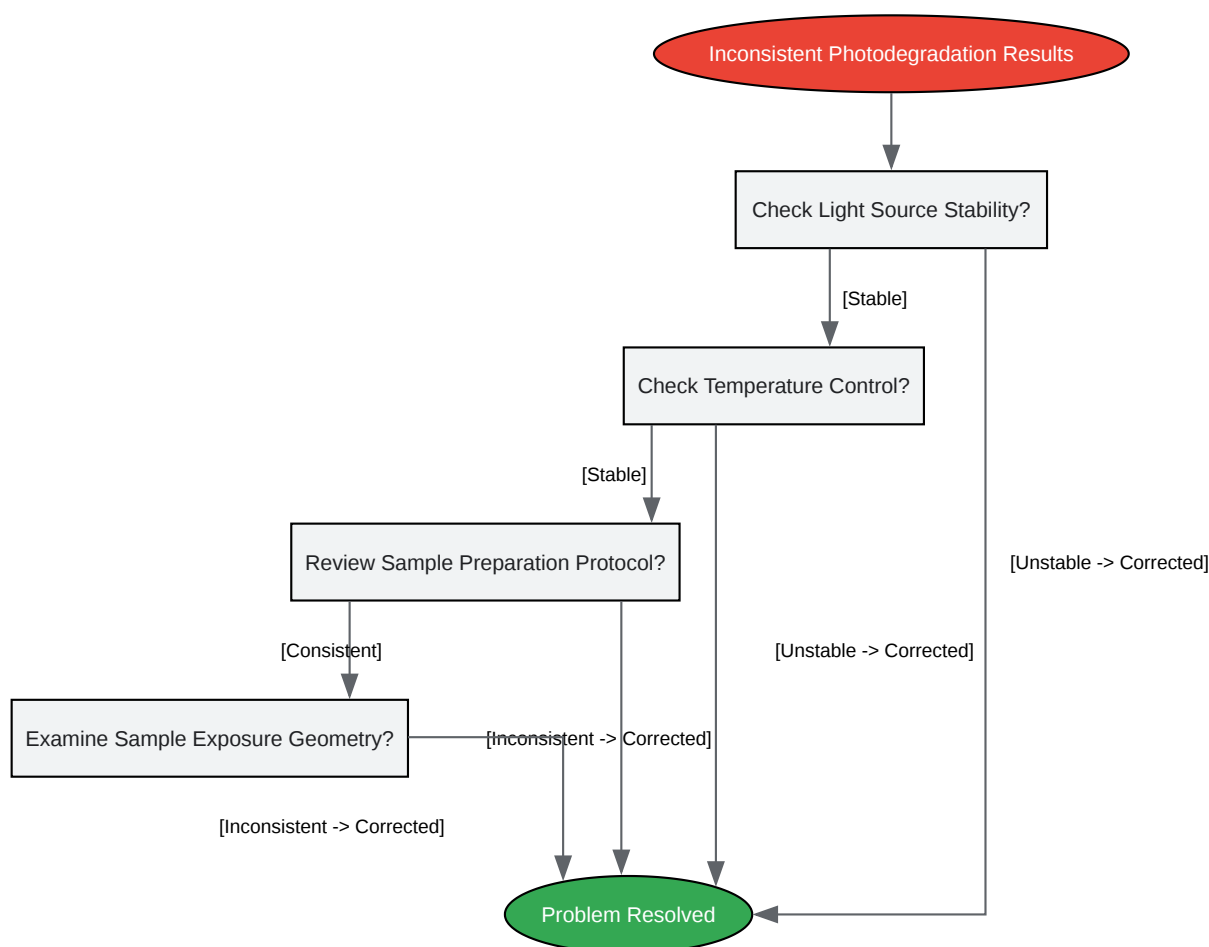 Inconsistent Photodegradation Results
Check Light Source Stability?
[Stable]
Check Temperature Control?
[Stable]
Review Sample Preparation Protocol?
[Unstable -> Corrected]
[Consistent]
[Unstable -> Corrected]
Examine Sample Exposure Geometry?
[Inconsistent -> Corrected]
[Inconsistent -> Corrected]
Problem Resolved